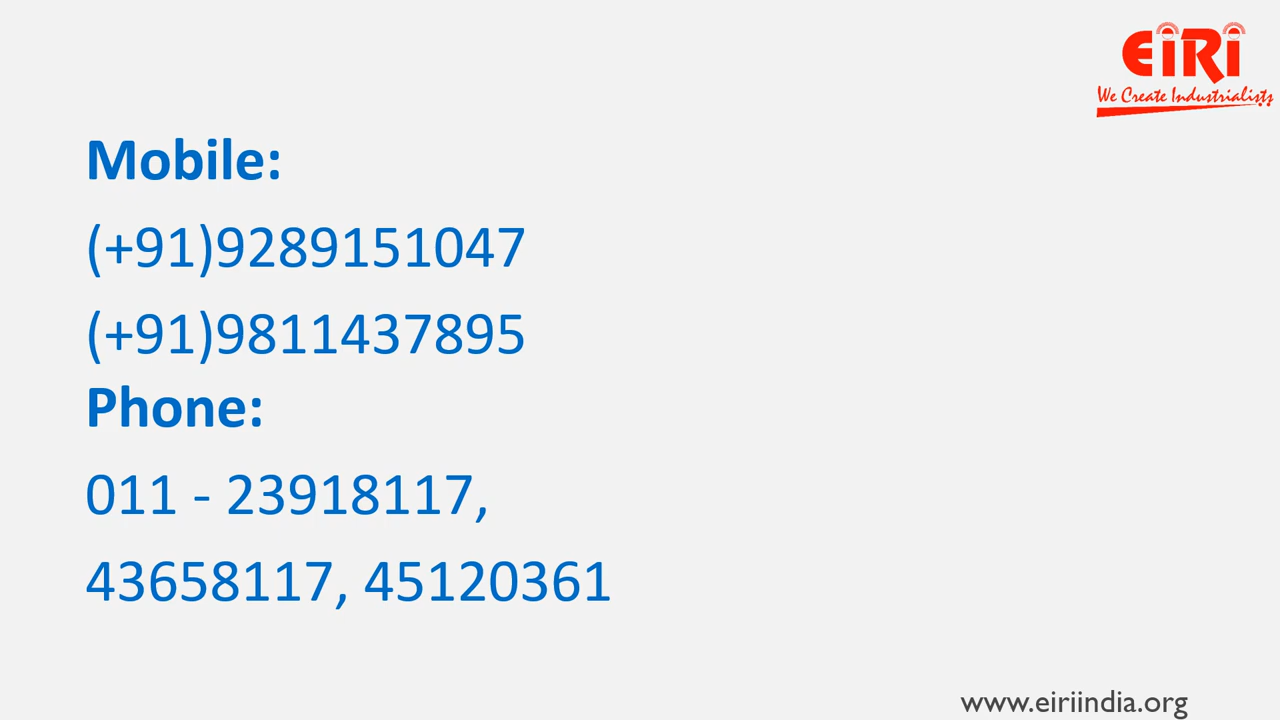 EiRi
We Create Industrialists
Mobile:
(+91)9289151047
(+91)9811437895
Phone:
011 - 23918117,
43658117, 45120361
www.eiriindia.org